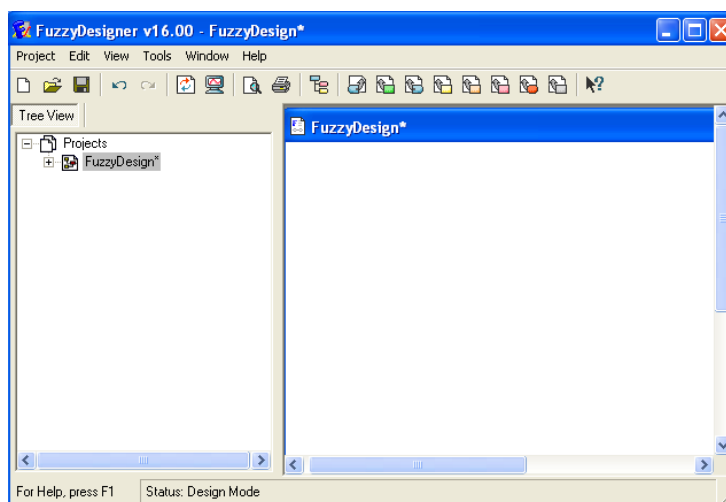 FuzzyDesigner v16.00 - FuzzyDesign*
Project Edit View Tools Window Help
Tree View
Projects
FuzzyDesign*
FuzzyDesign*
For Help, press F1 Status: Design Mode